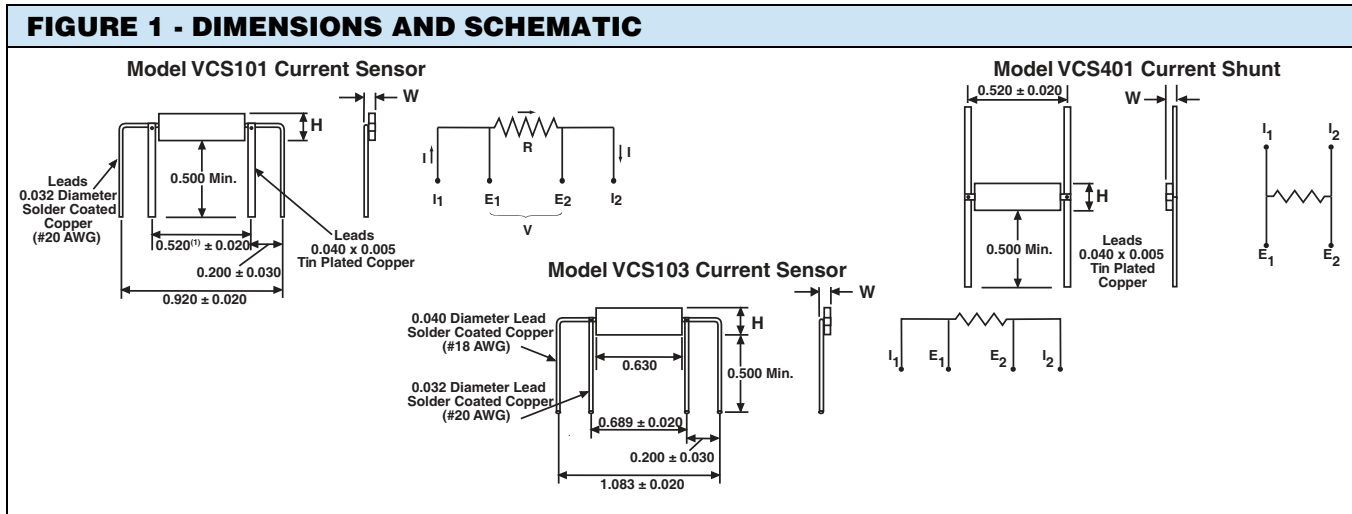 FIGURE 1 - DIMENSIONS AND SCHEMATIC
Model VCS101 Current Sensor
W
H
Leads
0.032 Diameter
Solder Coated
Copper
(#20 AWG)
0.500 Min.
0.520(1) ± 0.020
0.200 ± 0.030
0.920 ± 0.020
Leads
0.040 x 0.005
Tin Plated Copper
R
I
I
I1
E1
E2
I2
V
Model VCS103 Current Sensor
W
0.040 Diameter Lead
Solder Coated Copper
(#18 AWG)
H
0.630
0.500 Min.
0.032 Diameter Lead
Solder Coated Copper
(#20 AWG)
0.689 ± 0.020
0.200 ± 0.030
1.083 ± 0.020
I1
E1
E2
I2
Model VCS401 Current Shunt
0.520 ± 0.020
W
H
0.500 Min.
Leads
0.040 x 0.005
Tin Plated
Copper
I1
I2
E1
E2